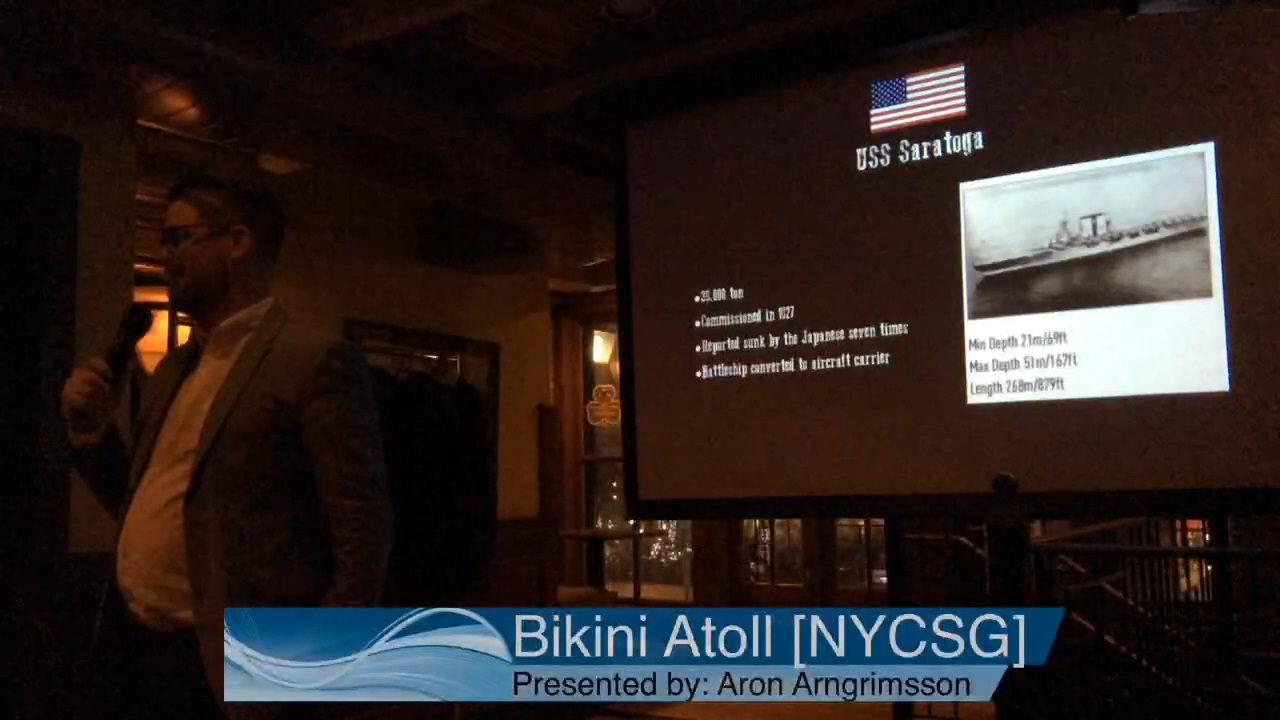 USS Saratoga
Commissioned in 1927
Reported sunk by the Japanese seven times
Battleship converted to aircraft carrier
Min Depth 21m/69ft
Max Depth 51m/167ft
Length 268m/879ft
Bikini Atoll [NYCSG]
Presented by: Aron Arngrimsson